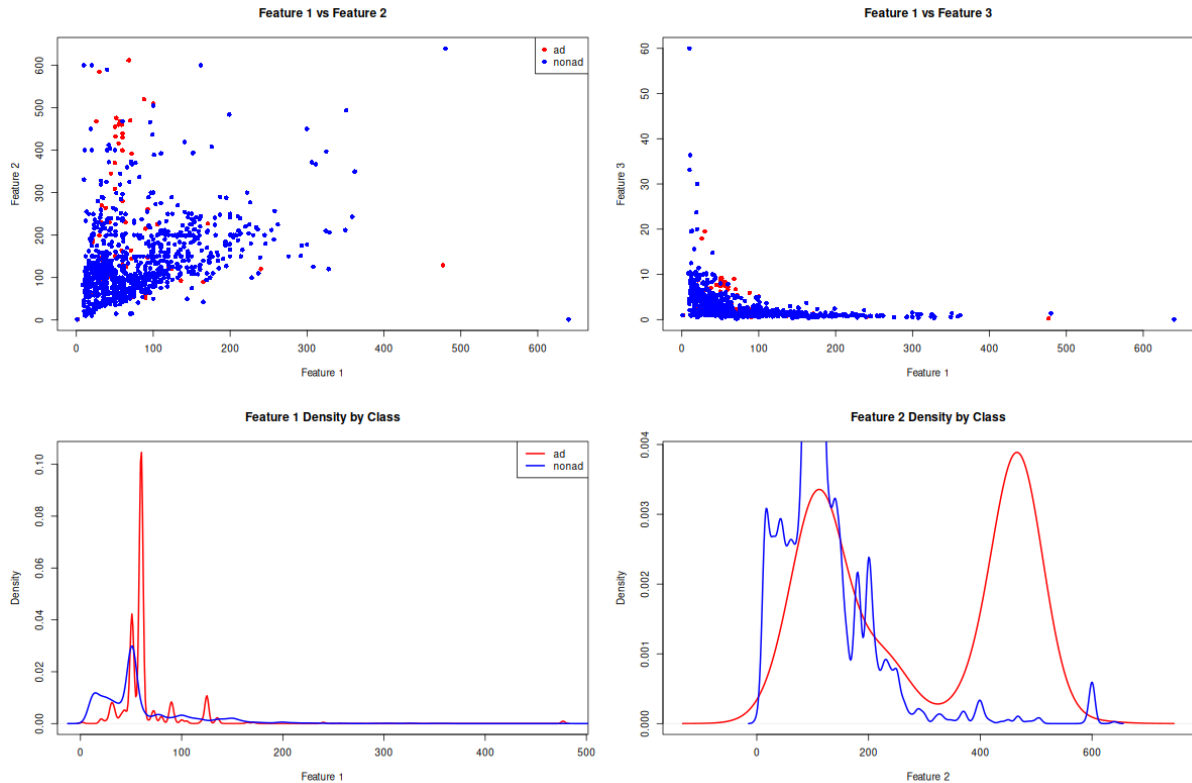 Feature 1 vs Feature 2
Feature 2
0 100 200 300 400 500 600
ad
nonad
0 100 200 300 400 500 600
Feature 1
Feature 1 vs Feature 3
Feature 3
0 10 20 30 40 50 60
0 100 200 300 400 500 600
Feature 1
Feature 1 Density by Class
Density
0.00 0.02 0.04 0.06 0.08 0.10
ad
nonad
0 100 200 300 400 500
Feature 1
Feature 2 Density by Class
Density
0.000 0.001 0.002 0.003 0.004
0 200 400 600
Feature 2